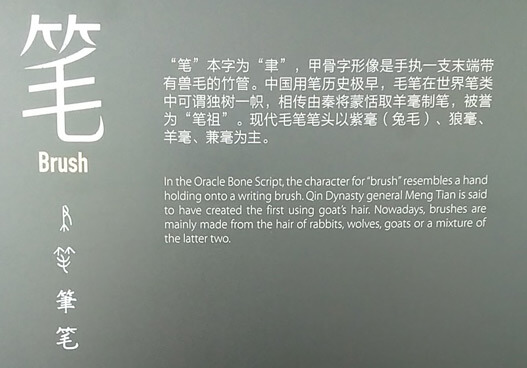 笔
Brush
“笔”本字为“聿”，甲骨字形像是手执一支末端带
有兽毛的竹管。中国用笔历史极早，毛笔在世界笔类
中可谓独树一帜，相传由秦将蒙恬取羊毫制笔，被誉
为“笔祖”。现代毛笔笔头以紫毫（兔毛）、狼毫、
羊毫、兼毫为主。
In the Oracle Bone Script, the character for “brush” resembles a hand
holding onto a writing brush. Qin Dynasty general Meng Tian is said
to have created the first using goat’s hair. Nowadays, brushes are
mainly made from the hair of rabbits, wolves, goats or a mixture of
the latter two.
筆
笔